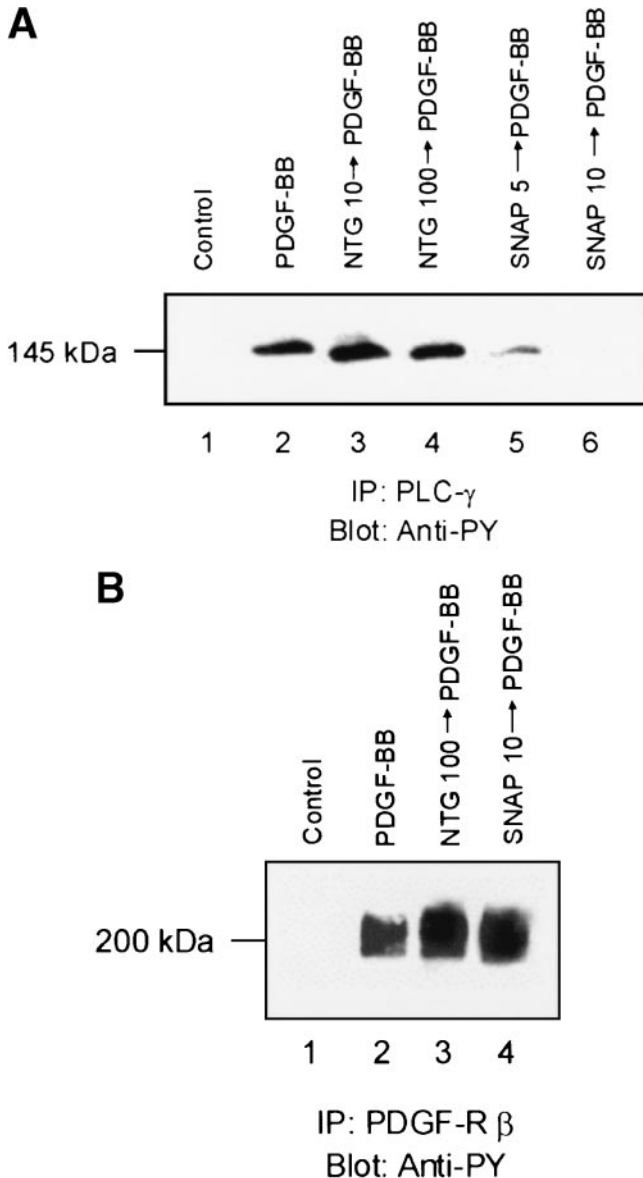 A
Control
PDGF-BB
NTG 10→ PDGF-BB
NTG 100→ PDGF-BB
SNAP 5 →PDGF-BB
SNAP 10 → PDGF-BB
145 kDa
1 2 3 4 5 6
IP: PLC-γ
Blot: Anti-PY
B
Control
PDGF-BB
NTG 100→ PDGF-BB
SNAP 10→ PDGF-BB
200 kDa
1 2 3 4
IP: PDGF-R β
Blot: Anti-PY